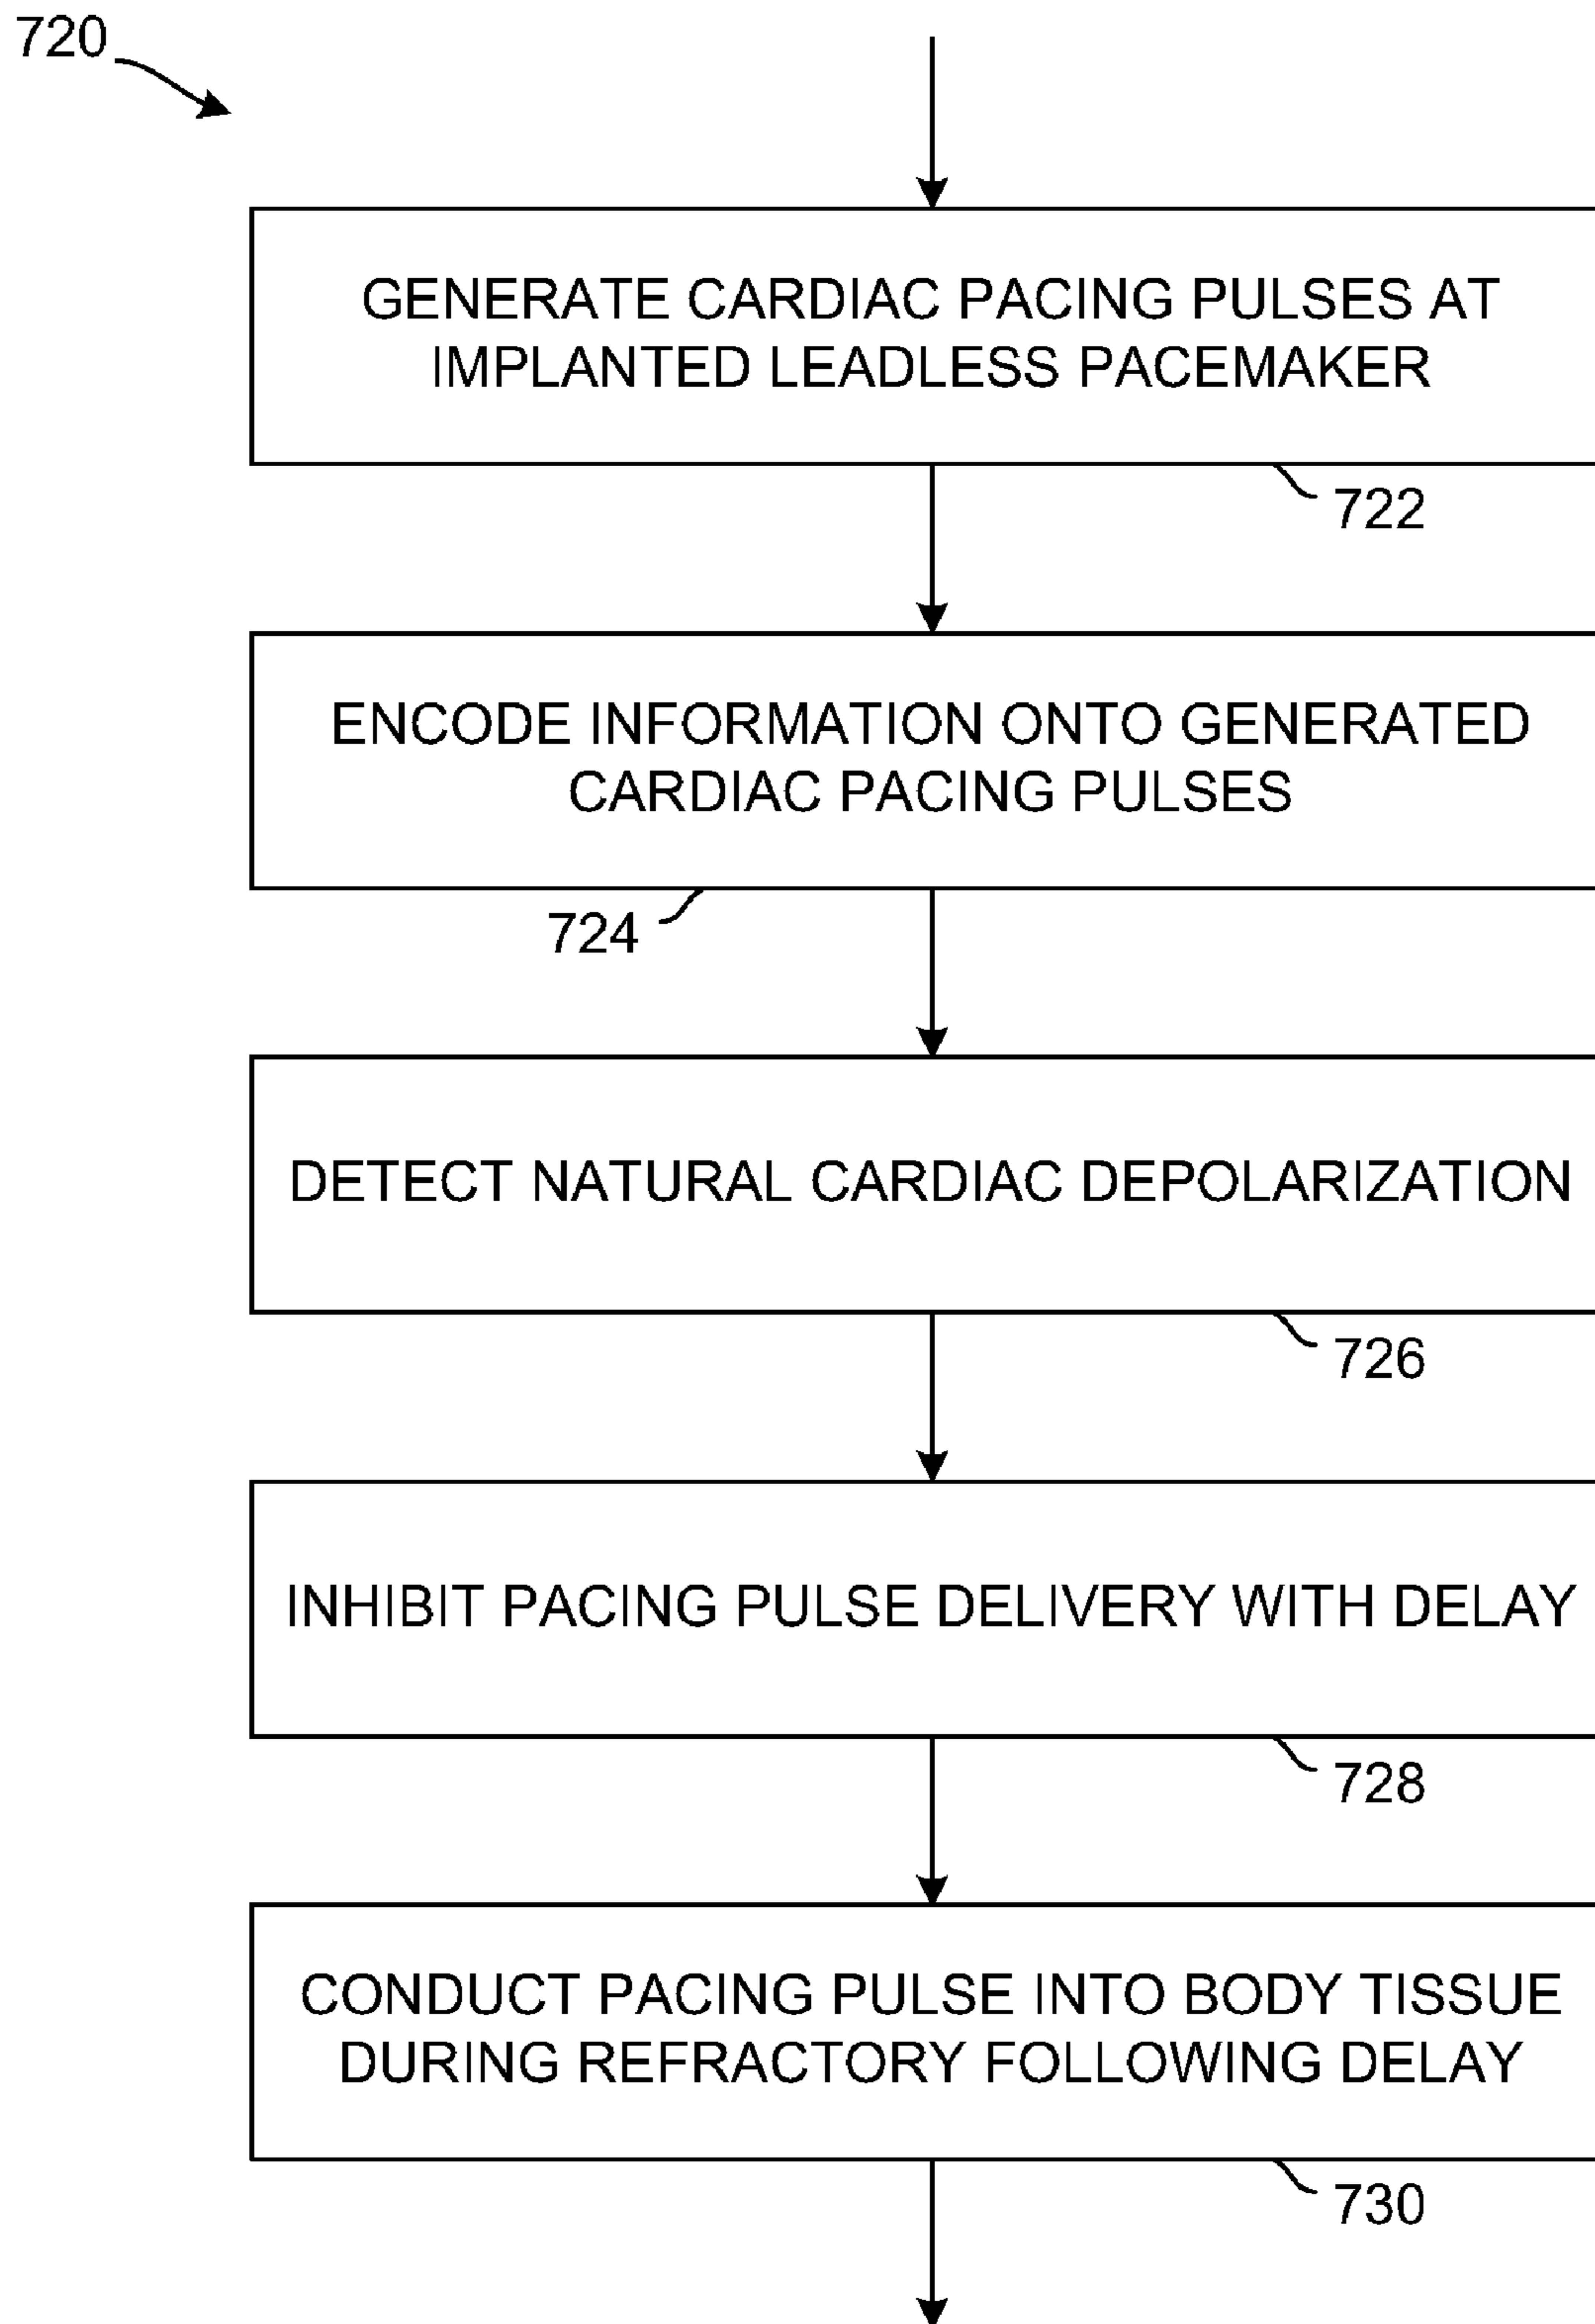 720
GENERATE CARDIAC PACING PULSES AT
IMPLANTED LEADLESS PACEMAKER
722
ENCODE INFORMATION ONTO GENERATED
CARDIAC PACING PULSES
724
DETECT NATURAL CARDIAC DEPOLARIZATION
726
INHIBIT PACING PULSE DELIVERY WITH DELAY
728
CONDUCT PACING PULSE INTO BODY TISSUE
DURING REFRACTORY FOLLOWING DELAY
730